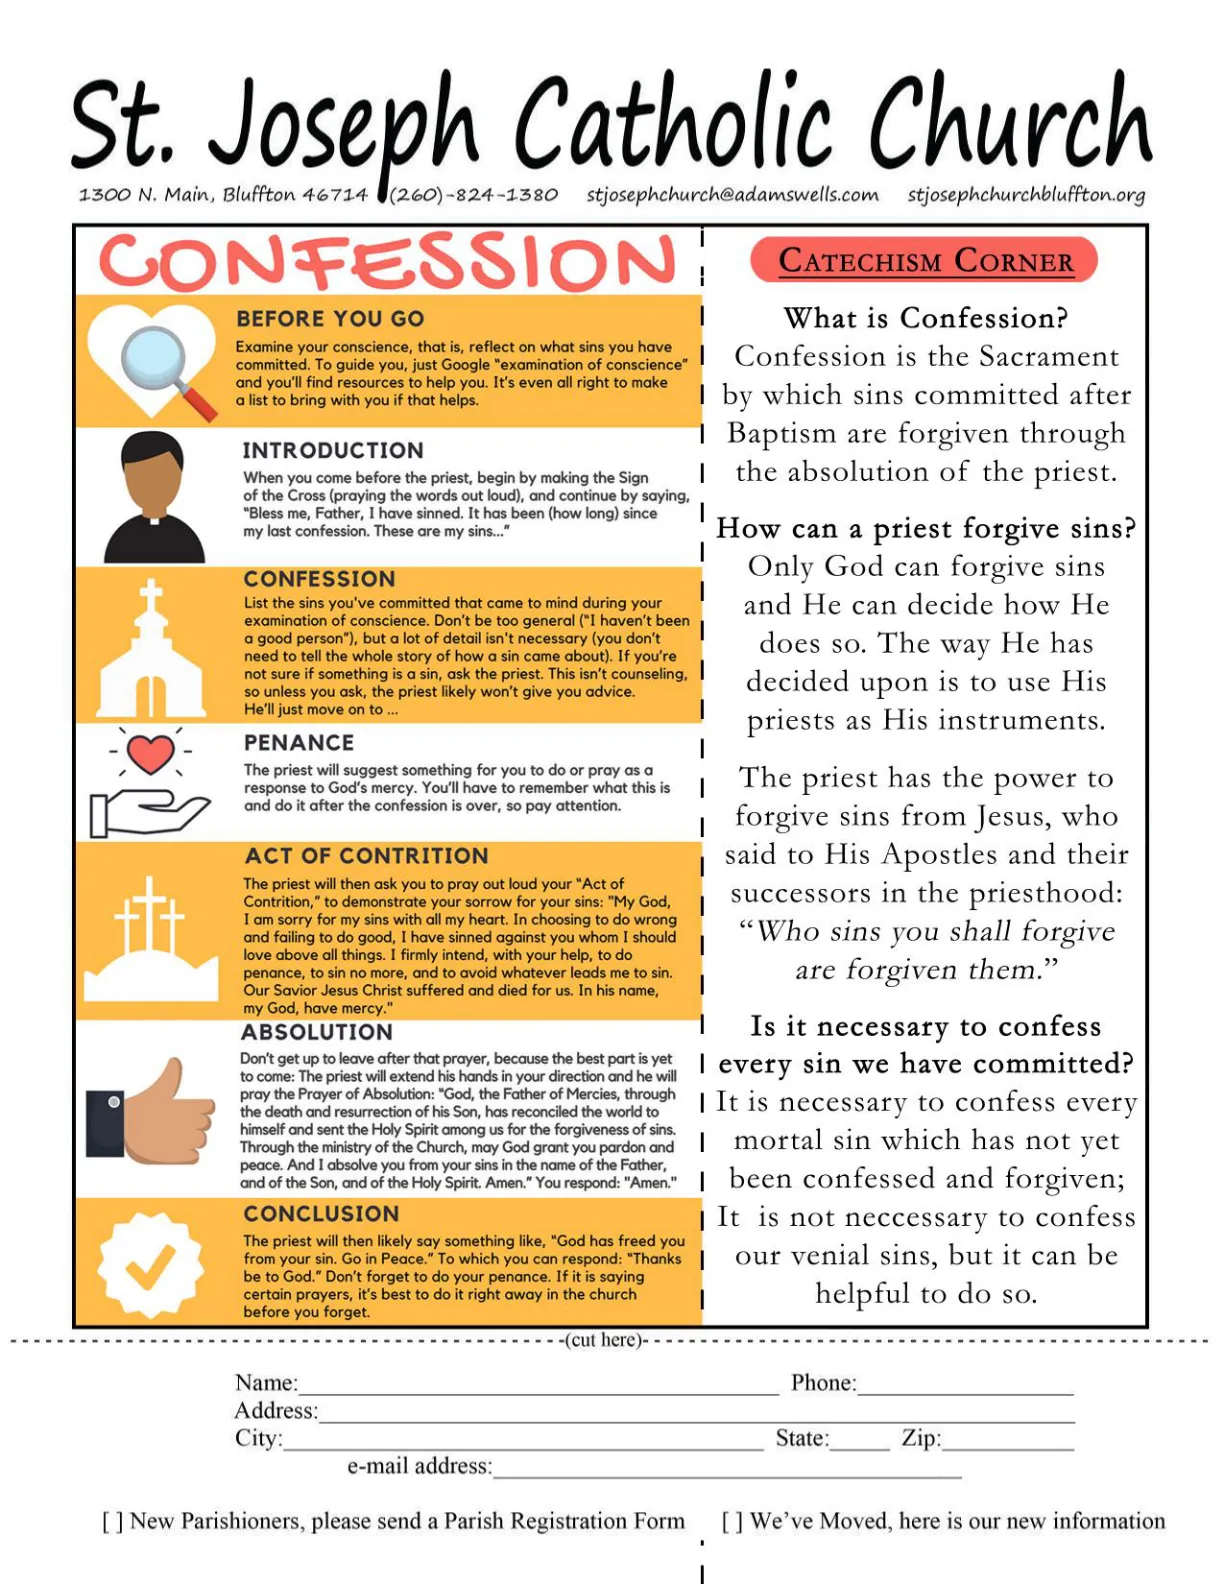 St. Joseph Catholic Church
1300 N. Main, Bluffton 46714 (260)-824-1380 stjosephchurch@adamswells.com stjosephchurchbluffton.org
CONFESSION
BEFORE YOU GO
Examine your conscience, that is, reflect on what sins you have
committed. To guide you, just Google "examination of conscience"
and you'll find resources to help you. It's even all right to make
a list to bring with you if that helps.
INTRODUCTION
When you come before the priest, begin by making the Sign
of the Cross (praying the words out loud), and continue by saying,
"Bless me, Father, I have sinned. It has been (how long) since
my last confession. These are my sins..."
CONFESSION
List the sins you've committed that came to mind during your
examination of conscience. Don't be too general ("I haven't been
a good person"), but a lot of detail isn't necessary (you don't
need to tell the whole story of how a sin came about). If you're
not sure if something is a sin, ask the priest. This isn't counseling,
so unless you ask, the priest likely won't give you advice.
He'll just move on to ...
PENANCE
The priest will suggest something for you to do or pray as a
response to God's mercy. You'll have to remember what this is
and do it after the confession is over, so pay attention.
ACT OF CONTRITION
The priest will then ask you to pray out loud your "Act of
Contrition," to demonstrate your sorrow for your sins: "My God,
I am sorry for my sins with all my heart. In choosing to do wrong
and failing to do good, I have sinned against you whom I should
love above all things. I firmly intend, with your help, to do
penance, to sin no more, and to avoid whatever leads me to sin.
Our Savior Jesus Christ suffered and died for us. In his name,
my God, have mercy."
ABSOLUTION
Don't get up to leave after that prayer, because the best part is yet
to come: The priest will extend his hands in your direction and he will
pray the Prayer of Absolution: "God, the Father of Mercies, through
the death and resurrection of his Son, has reconciled the world to
himself and sent the Holy Spirit among us for the forgiveness of sins.
Through the ministry of the Church, may God grant you pardon and
peace. And I absolve you from your sins in the name of the Father,
and of the Son, and of the Holy Spirit. Amen." You respond: "Amen."
CONCLUSION
The priest will then likely say something like, "God has freed you
from your sin. Go in Peace." To which you can respond: "Thanks
be to God." Don't forget to do your penance. If it is saying
certain prayers, it's best to do it right away in the church
before you forget.
CATECHISM CORNER
What is Confession?
Confession is the Sacrament
by which sins committed after
Baptism are forgiven through
the absolution of the priest.
How can a priest forgive sins?
Only God can forgive sins
and He can decide how He
does so. The way He has
decided upon is to use His
priests as His instruments.
The priest has the power to
forgive sins from Jesus, who
said to His Apostles and their
successors in the priesthood:
"Who sins you shall forgive
are forgiven them."
Is it necessary to confess
every sin we have committed?
It is necessary to confess every
mortal sin which has not yet
been confessed and forgiven;
It is not neccessary to confess
our venial sins, but it can be
helpful to do so.
(cut here)
Name: Phone:
Address:
City: State: Zip:
e-mail address:
[ ] New Parishioners, please send a Parish Registration Form [ ] We've Moved, here is our new information